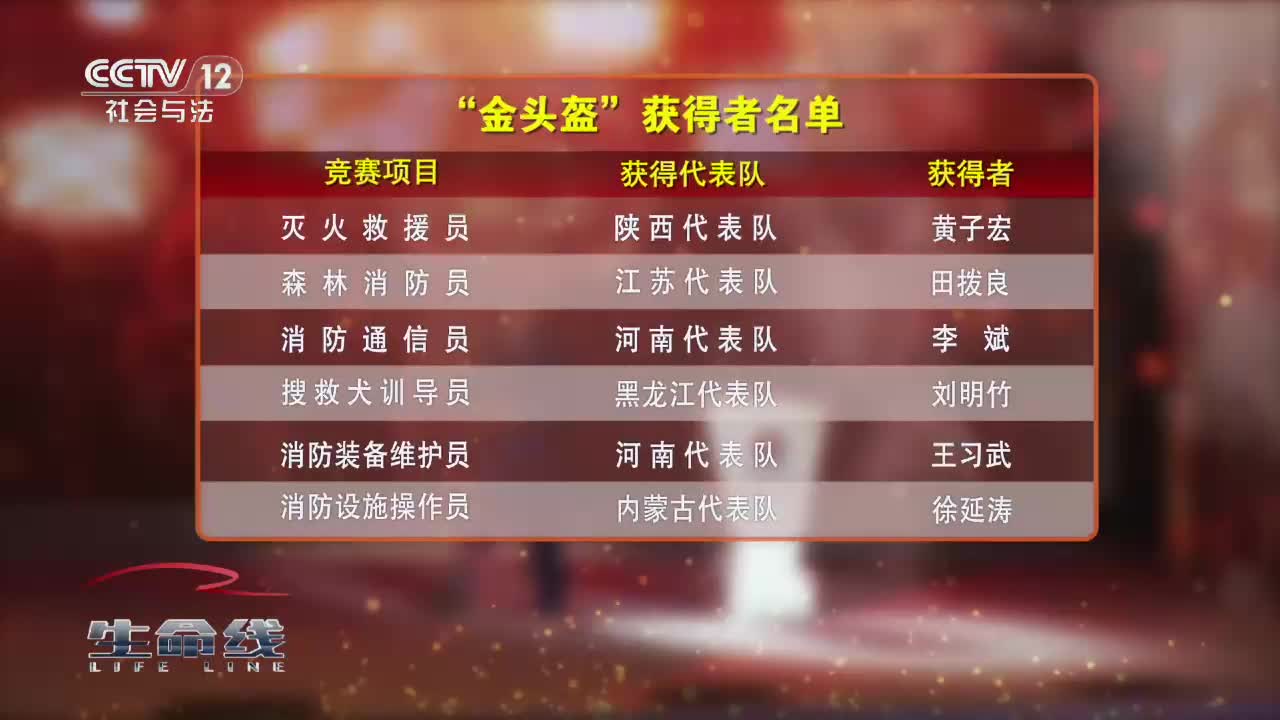 CCTV 12
社会与法
“金头盔”获得者名单
竞赛项目 获得代表队 获得者
灭火救援员 陕西代表队 黄子宏
森林消防员 江苏代表队 田拨良
消防通信员 河南代表队 李斌
搜救犬训导员 黑龙江代表队 刘明竹
消防装备维护员 河南代表队 王习武
消防设施操作员 内蒙古代表队 徐延涛
生命线
LIFE LINE